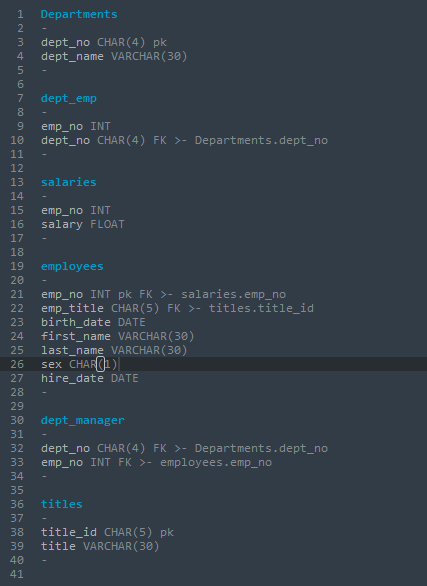 1 Departments
2 -
3 dept_no CHAR(4) pk
4 dept_name VARCHAR(30)
5 -
6
7 dept_emp
8 -
9 emp_no INT
10 dept_no CHAR(4) FK >- Departments.dept_no
11 -
12
13 salaries
14 -
15 emp_no INT
16 salary FLOAT
17 -
18
19 employees
20 -
21 emp_no INT pk FK >- salaries.emp_no
22 emp_title CHAR(5) FK >- titles.title_id
23 birth_date DATE
24 first_name VARCHAR(30)
25 last_name VARCHAR(30)
26 sex CHAR(1)
27 hire_date DATE
28 -
29
30 dept_manager
31 -
32 dept_no CHAR(4) FK >- Departments.dept_no
33 emp_no INT FK >- employees.emp_no
34 -
35
36 titles
37 -
38 title_id CHAR(5) pk
39 title VARCHAR(30)
40 -
41